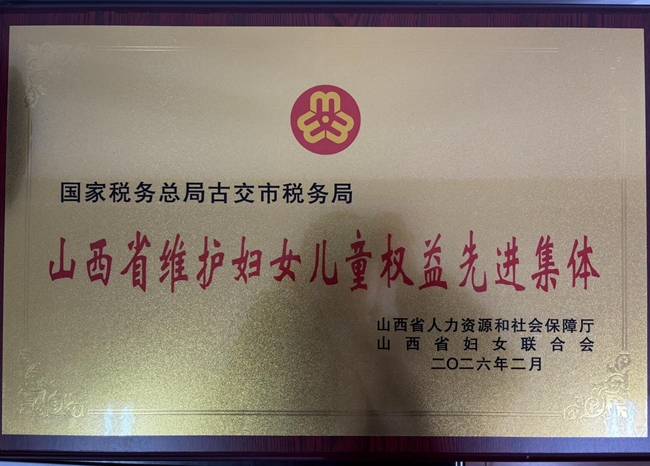 国家税务总局古交市税务局
山西省维护妇女儿童权益先进集体
山西省人力资源和社会保障厅
山西省妇女联合会
二〇二六年二月